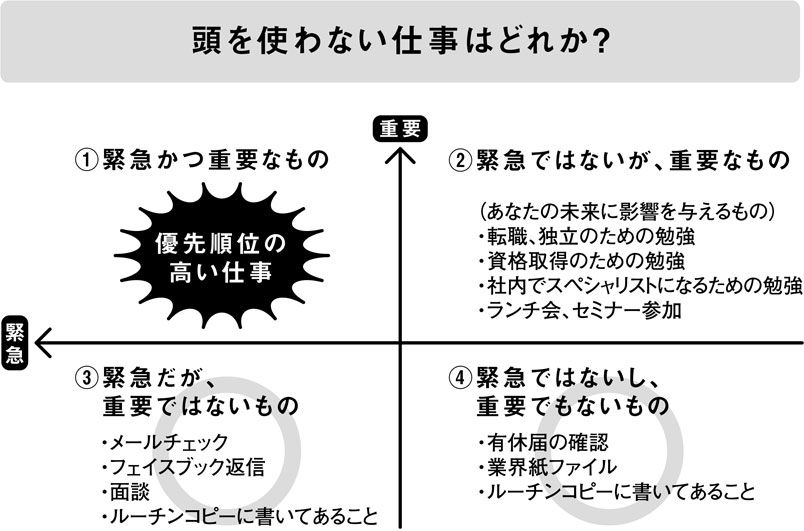 頭を使わない仕事はどれか?
重要
①緊急かつ重要なもの
優先順位の
高い仕事
②緊急ではないが、重要なもの
(あなたの未来に影響を与えるもの)
・転職、独立のための勉強
・資格取得のための勉強
・社内でスペシャリストになるための勉強
・ランチ会、セミナー参加
緊急
③緊急だが、
重要ではないもの
・メールチェック
・フェイスブック返信
・面談
・ルーチンコピーに書いてあること
④緊急ではないし、
重要でもないもの
・有休届の確認
・業界紙ファイル
・ルーチンコピーに書いてあること